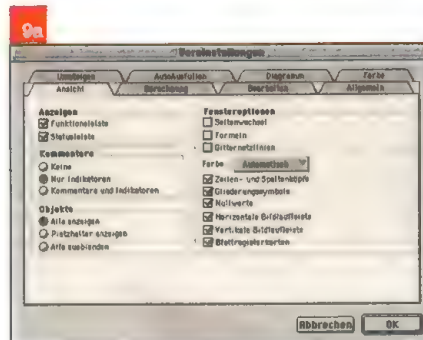 9a
Voreinstellungen
Umsteigen AutoAusfüllen Diagramm Farbe
Ansicht Berechnung Bearbeiten Allgemein
Anzeigen
Funktionsleiste
Statusleiste
Kommentare
Keine
Nur Indikatoren
Kommentare und Indikatoren
Objekte
Alle anzeigen
Platzhalter anzeigen
Alle ausblenden
Fensteroptionen
Seitenwechsel
Formeln
Gitternetzlinien
Farbe Automatisch
Zeilen- und Spaltenköpfe
Gliederungssymbole
Nullwerte
Horizontale Bildlaufleiste
Vertikale Bildlaufleiste
Blattregisterkarten
Abbrechen OK